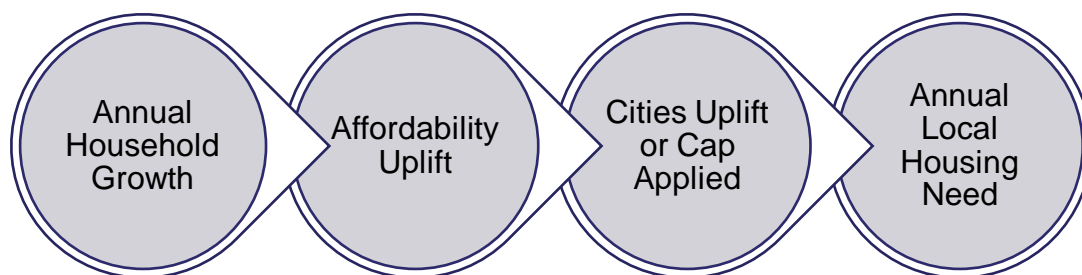 Annual
Household
Growth
Affordability
Uplift
Cities Uplift
or Cap
Applied
Annual
Local
Housing
Need